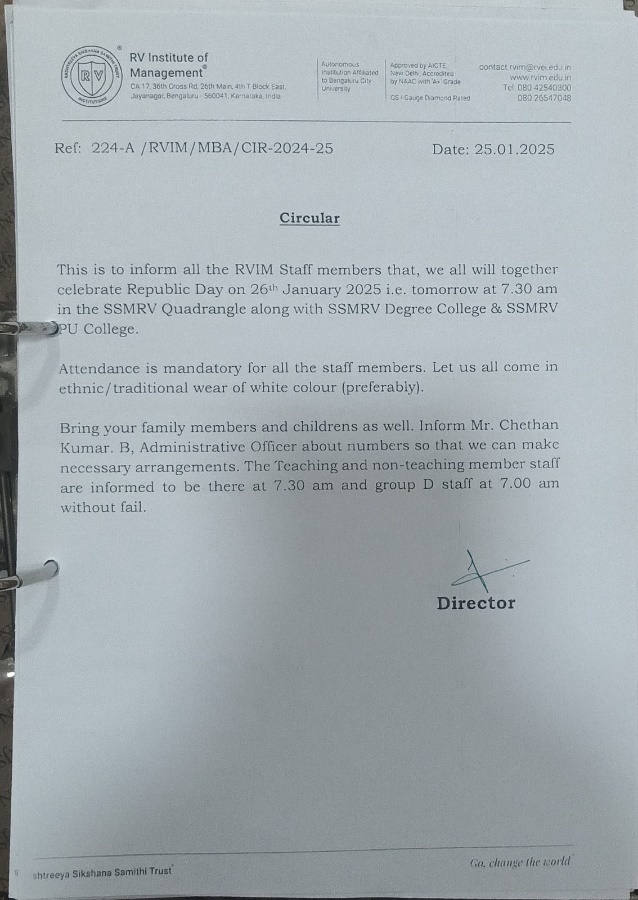 RV Institute of
Management®
CA 17, 36th Cross Rd, 26th Main, 4th T Block East,
Jayanagar, Bengaluru - 560041, Karnataka, India
Autonomous
Institution Affiliated
to Bengaluru City
University
Approved by AICTE,
New Delhi, Accredited
by NAAC with 'A+' Grade
QS I Gauge Diamond Rated
contact.rvim@rvei.edu.in
www.rvim.edu.in
Tel: 080 42540300
080 26547048
Ref: 224-A /RVIM/MBA/CIR-2024-25
Date: 25.01.2025
Circular
This is to inform all the RVIM Staff members that, we all will together
celebrate Republic Day on 26th January 2025 i.e. tomorrow at 7.30 am
in the SSMRV Quadrangle along with SSMRV Degree College & SSMRV
PU College.
Attendance is mandatory for all the staff members. Let us all come in
ethnic/traditional wear of white colour (preferably).
Bring your family members and childrens as well. Inform Mr. Chethan
Kumar. B, Administrative Officer about numbers so that we can make
necessary arrangements. The Teaching and non-teaching member staff
are informed to be there at 7.30 am and group D staff at 7.00 am
without fail.
Director
shtreeya Sikshana Samithi Trust
Go, change the world